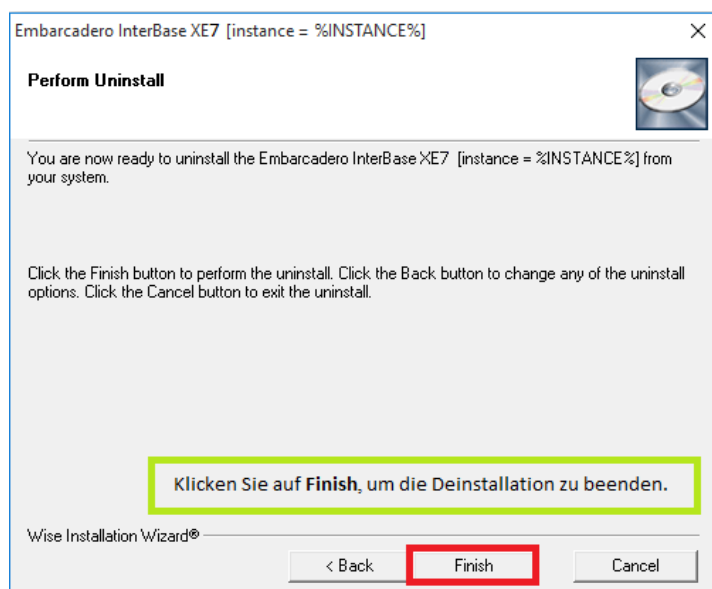 Embarcadero InterBase XE7 [instance = %INSTANCE%]
Perform Uninstall
You are now ready to uninstall the Embarcadero InterBase XE7  [instance = %INSTANCE%] from
your system.
Click the Finish button to perform the uninstall. Click the Back button to change any of the uninstall
options. Click the Cancel button to exit the uninstall.
Klicken Sie auf Finish, um die Deinstallation zu beenden.
Wise Installation Wizard®
< Back
Finish
Cancel